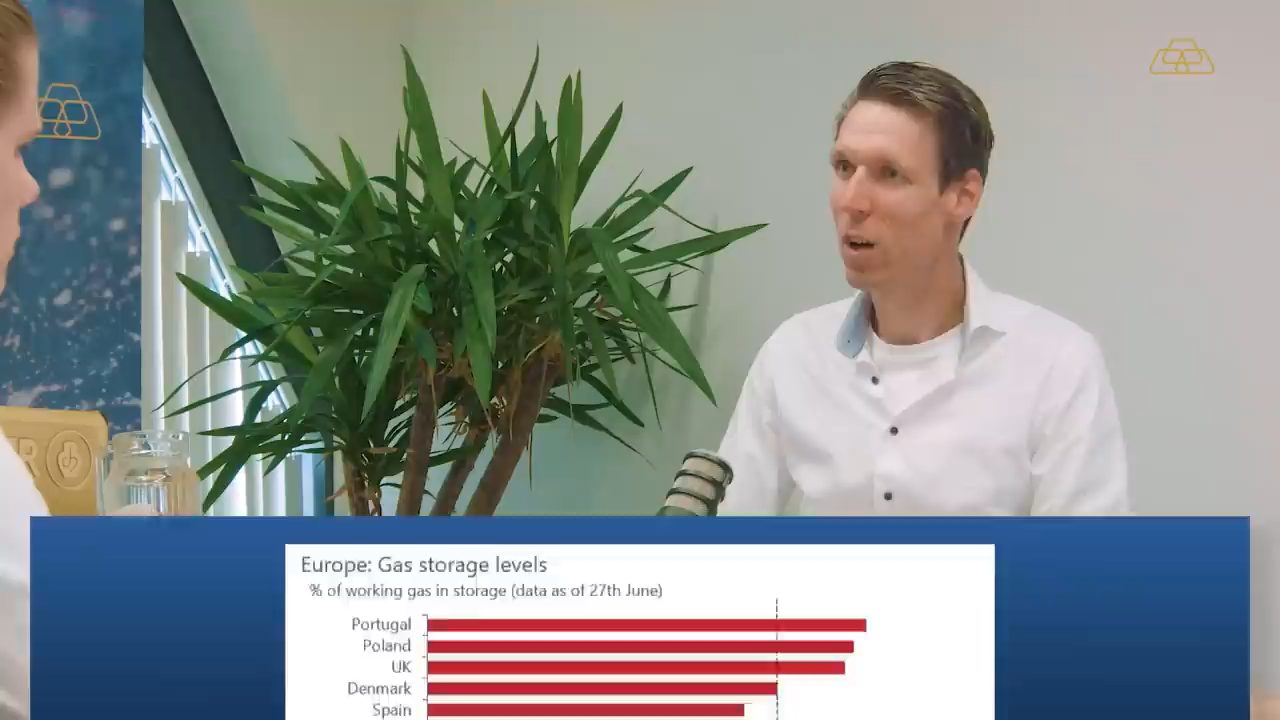 Europe: Gas storage levels
% of working gas in storage (data as of 27th June)
Portugal
Poland
UK
Denmark
Spain